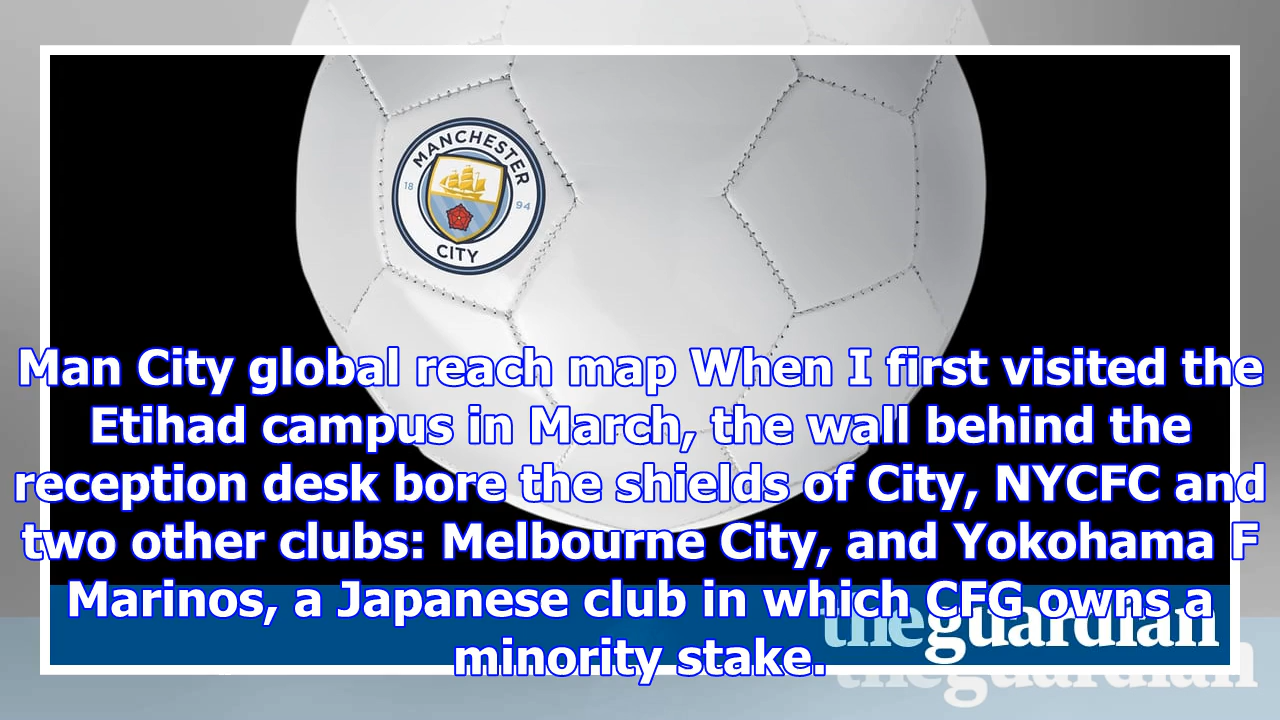 MANCHESTER
18 94
CITY
Man City global reach map When I first visited the
Etihad campus in March, the wall behind the
reception desk bore the shields of City, NYCFC and
two other clubs: Melbourne City, and Yokohama F
Marinos, a Japanese club in which CFG owns a
minority stake.
theguardian
theguardian